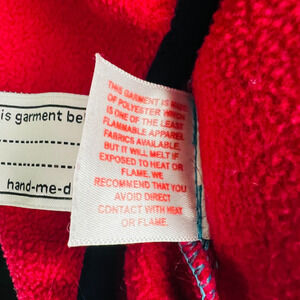 is garment be
hand-me-d
THIS GARMENT IS MADE
OF POLYESTER WHICH
IS ONE OF THE LEAST
FLAMMABLE APPAREL
FABRICS AVAILABLE.
BUT IT WILL MELT IF
EXPOSED TO HEAT OR
FLAME, WE
RECOMMEND THAT YOU
AVOID DIRECT
CONTACT WITH HEAT
OR FLAME.